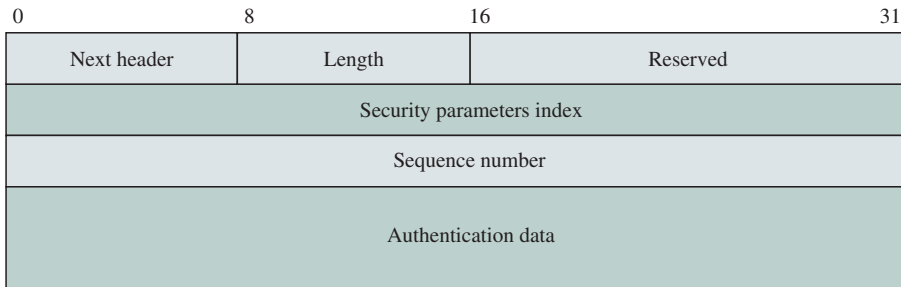 0 8 16 31
Next header Length Reserved
Security parameters index
Sequence number
Authentication data